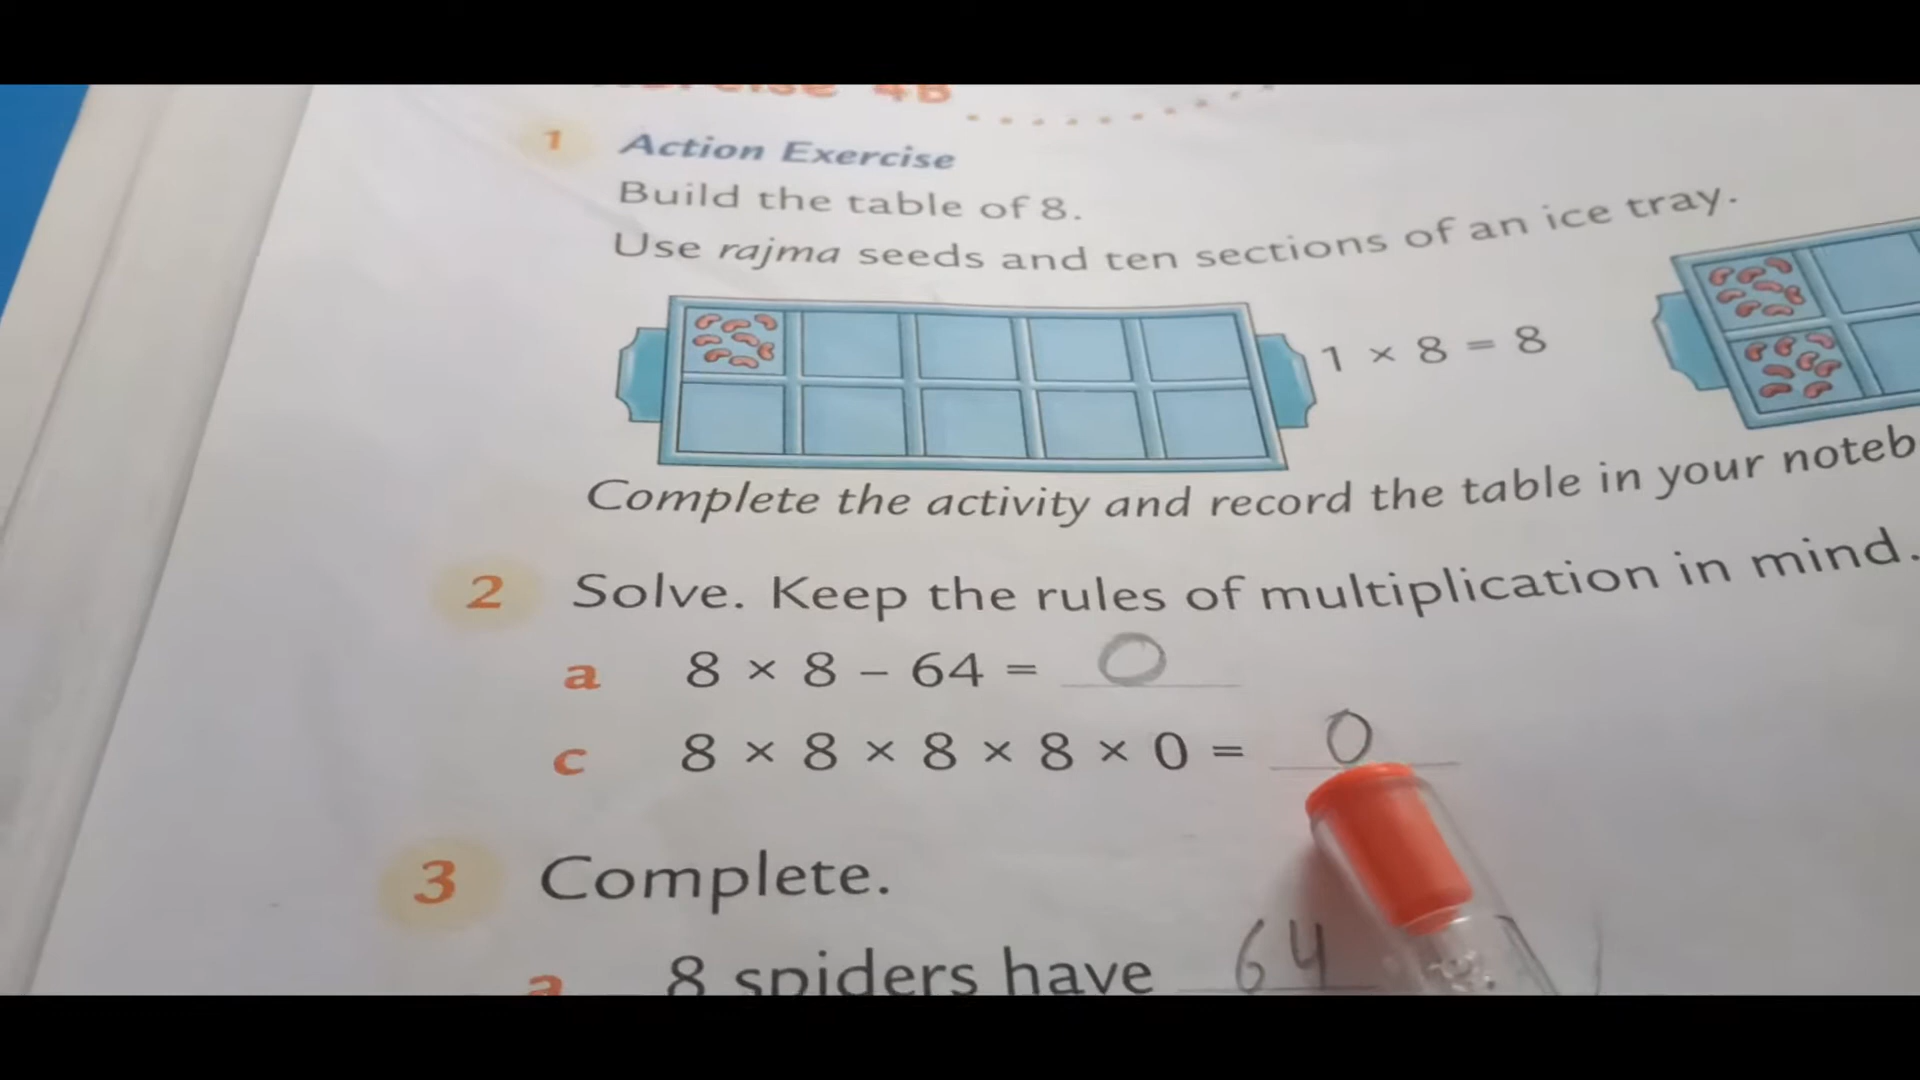 4B
1 Action Exercise
Build the table of 8.
Use rajma seeds and ten sections of an ice tray.
1 × 8 = 8
Complete the activity and record the table in your noteb
2 Solve. Keep the rules of multiplication in mind.
a 8 × 8 – 64 = 0
c 8 × 8 × 8 × 8 × 0 = 0
3 Complete.
a 8 spiders have 64